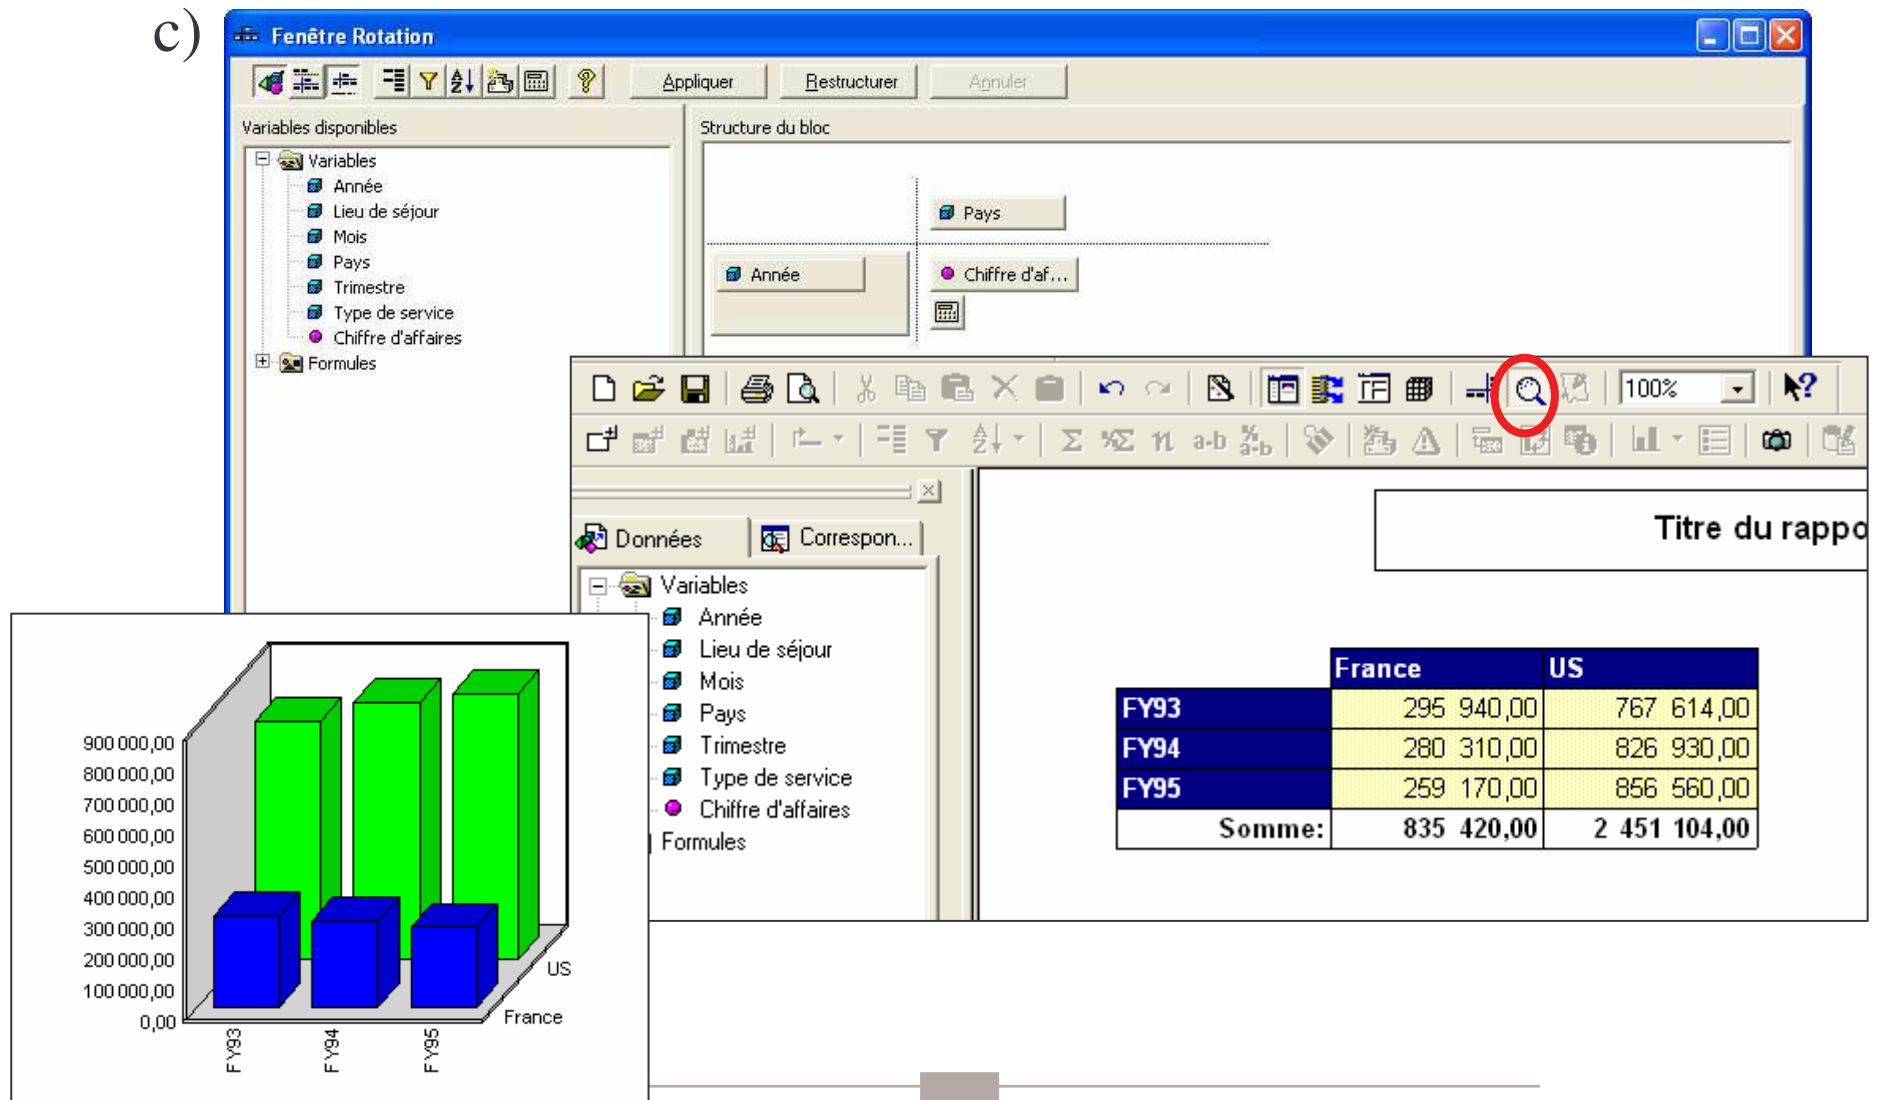 c)
Fenêtre Rotation
Appliquer Restructurer Annuler
Variables disponibles
Variables
Année
Lieu de séjour
Mois
Pays
Trimestre
Type de service
Chiffre d'affaires
Formules
Structure du bloc
Pays
Année
Chiffre d'af...
100%
Données Correspon...
Variables
Année
Lieu de séjour
Mois
Pays
Trimestre
Type de service
Chiffre d'affaires
Formules
Titre du rappo
France US
FY93 295 940,00 767 614,00
FY94 280 310,00 826 930,00
FY95 259 170,00 856 560,00
Somme: 835 420,00 2 451 104,00
900 000,00
800 000,00
700 000,00
600 000,00
500 000,00
400 000,00
300 000,00
200 000,00
100 000,00
0,00
US
France
FY93
FY94
FY95